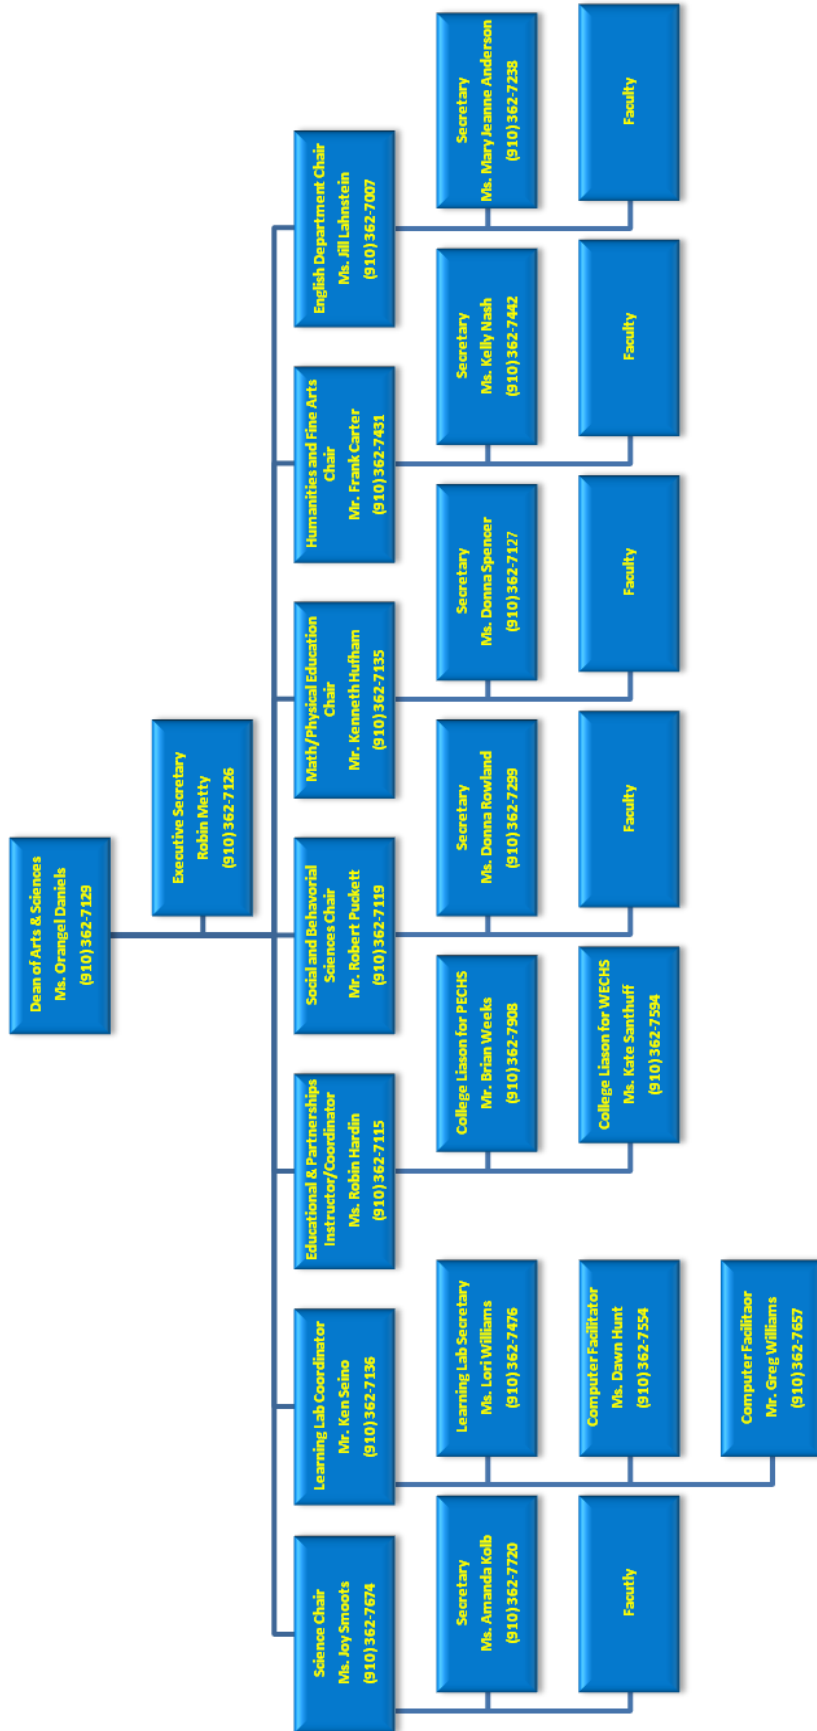 Dean of Arts & Sciences
Ms. Orangel Daniels
(910) 362-7129
Executive Secretary
Robin Metty
(910) 362-7126
Science Chair
Ms. Joy Smoots
(910) 362-7674
Learning Lab Coordinator
Mr. Ken Seino
(910) 362-7136
Educational & Partnerships
Instructor/Coordinator
Ms. Robin Hardin
(910) 362-7115
Social and Behavorial
Sciences Chair
Mr. Robert Puckett
(910) 362-7119
Math/Physical Education
Chair
Mr. Kenneth Hufham
(910) 362-7135
Humanities and Fine Arts
Chair
Mr. Frank Carter
(910) 362-7431
English Department Chair
Ms. Jill Lahnstein
(910) 362-7007
Secretary
Ms. Amanda Kolb
(910) 362-7720
Learning Lab Secretary
Ms. Lori Williams
(910) 362-7476
College Liason for PECHS
Mr. Brian Weeks
(910) 362-7908
Secretary
Ms. Donna Rowland
(910) 362-7299
Secretary
Ms. Donna Spencer
(910) 362-7127
Secretary
Ms. Kelly Nash
(910) 362-7442
Secretary
Ms. Mary Jeanne Anderson
(910) 362-7238
Facutly
Computer Facilitator
Ms. Dawn Hunt
(910) 362-7554
College Liason for WECHS
Ms. Kate Santhuff
(910) 362-7594
Faculty
Faculty
Faculty
Faculty
Computer Facilitaor
Mr. Greg Williams
(910) 362-7657